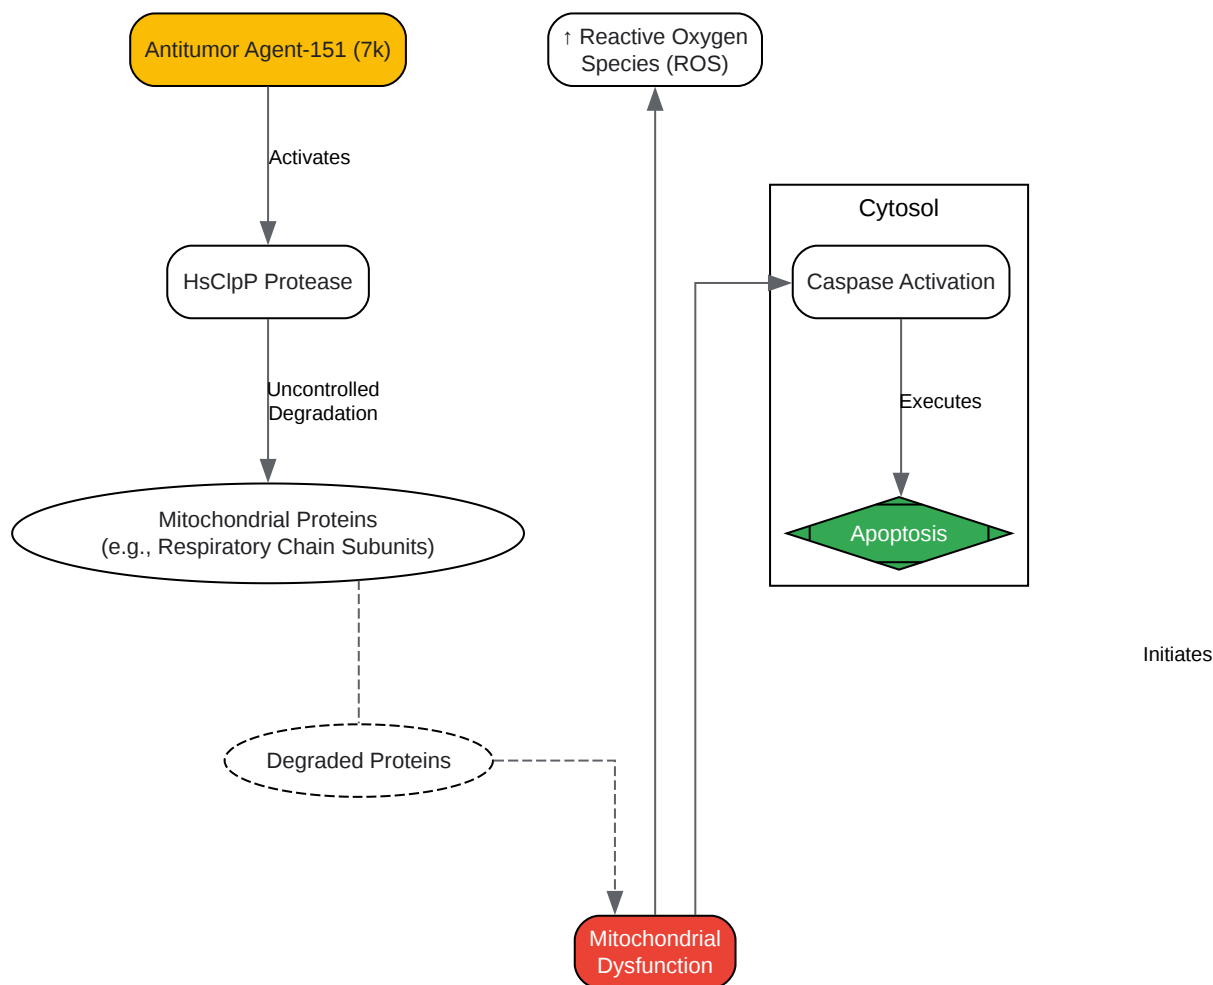 Antitumor Agent-151 (7k)
↑ Reactive Oxygen
Species (ROS)
Activates
Cytosol
HsClpP Protease
Caspase Activation
Uncontrolled
Degradation
Executes
Mitochondrial Proteins
(e.g., Respiratory Chain Subunits)
Apoptosis
Initiates
Degraded Proteins
Mitochondrial
Dysfunction